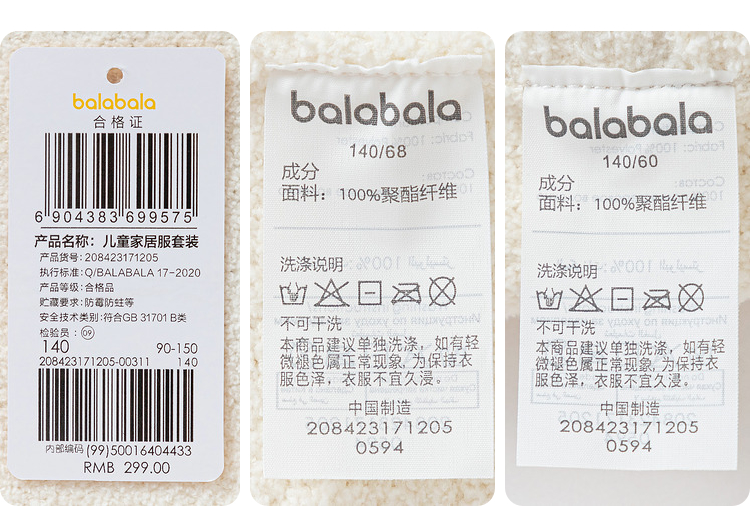 balabala
合格证
6 904383 699575
产品名称：儿童家居服套装
产品货号：208423171205
执行标准：Q/BALABALA 17-2020
产品等级：合格品
贮藏要求：防霉防蛀等
安全技术类别：符合GB 31701 B类
检验员：09
140 90-150
208423171205-00311 140
内部编码 (99)50016404433
RMB 299.00
balabala
140/68
成分
面料：100%聚酯纤维
洗涤说明
不可干洗
本商品建议单独洗涤，如有轻
微褪色属正常现象，为保持衣
服色泽，衣服不宜久浸。
中国制造
208423171205
0594
balabala
140/60
成分
面料：100%聚酯纤维
洗涤说明
不可干洗
本商品建议单独洗涤，如有轻
微褪色属正常现象，为保持衣
服色泽，衣服不宜久浸。
中国制造
208423171205
0594